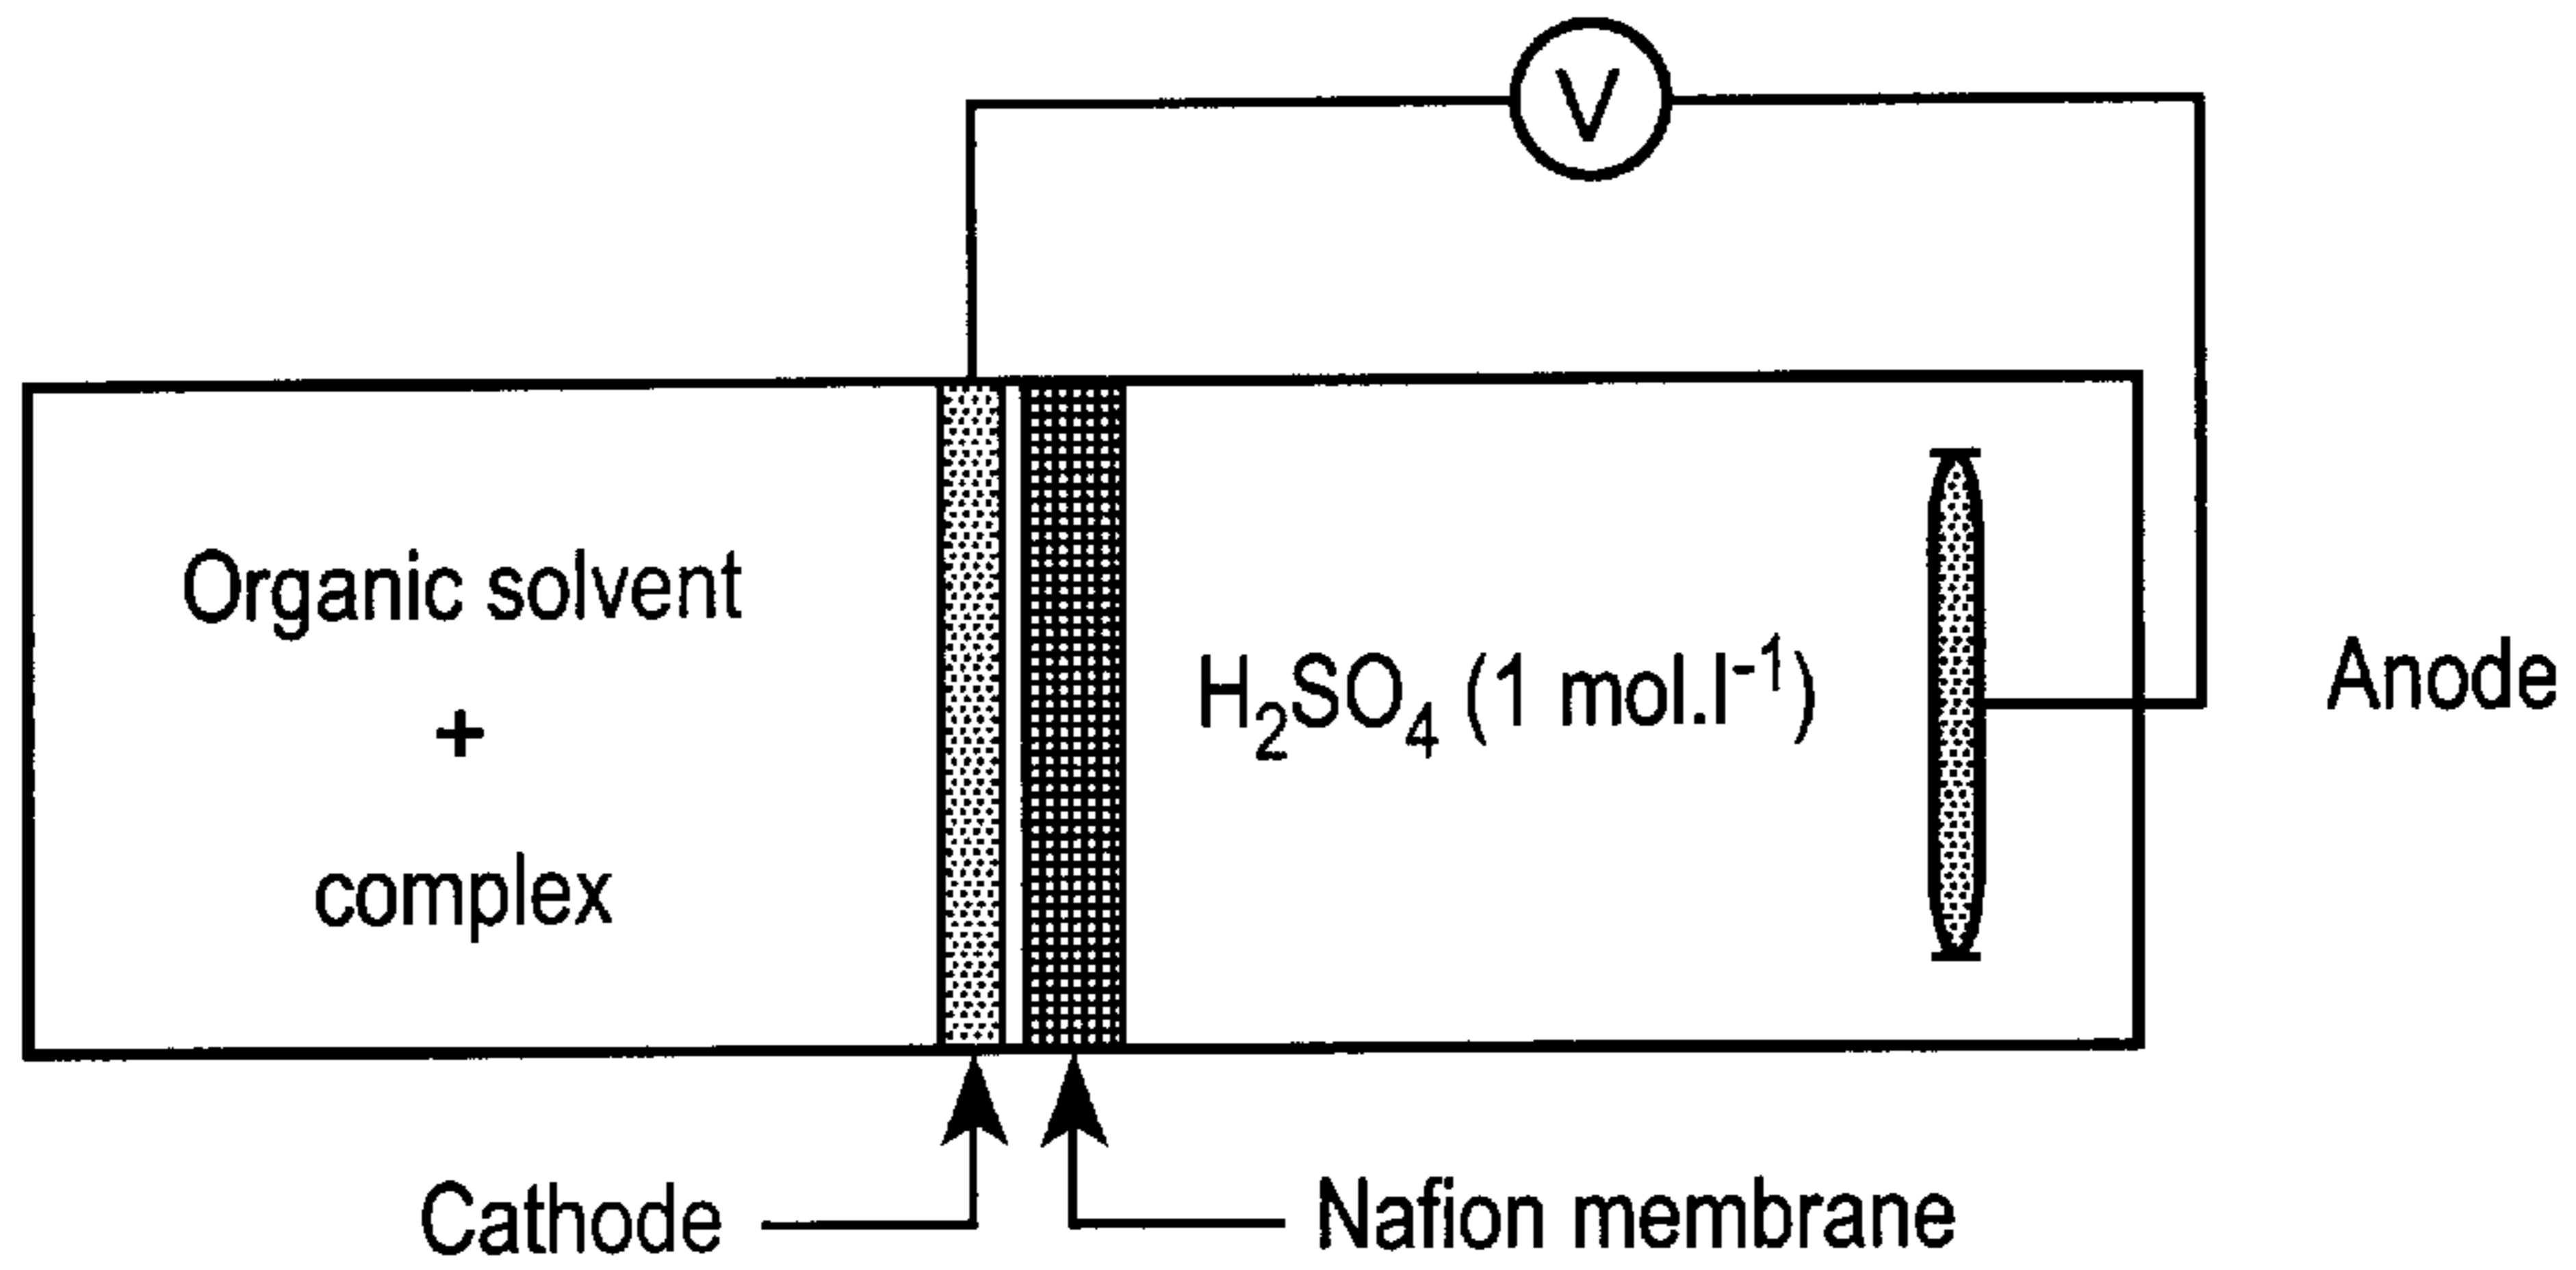 V
Organic solvent
+
complex
H₂SO₄ (1 mol.l⁻¹)
Anode
Cathode
Nafion membrane